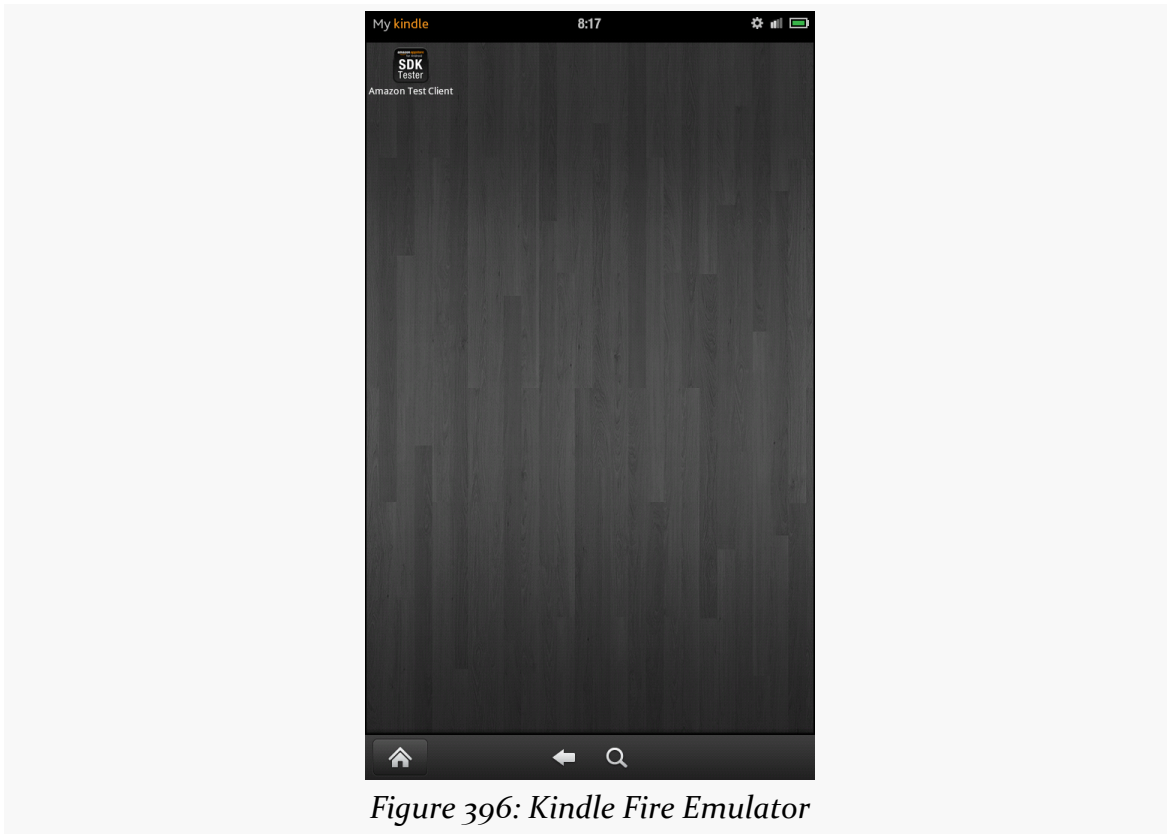 My kindle 8:17
SDK
Tester
Amazon Test Client
Figure 396: Kindle Fire Emulator